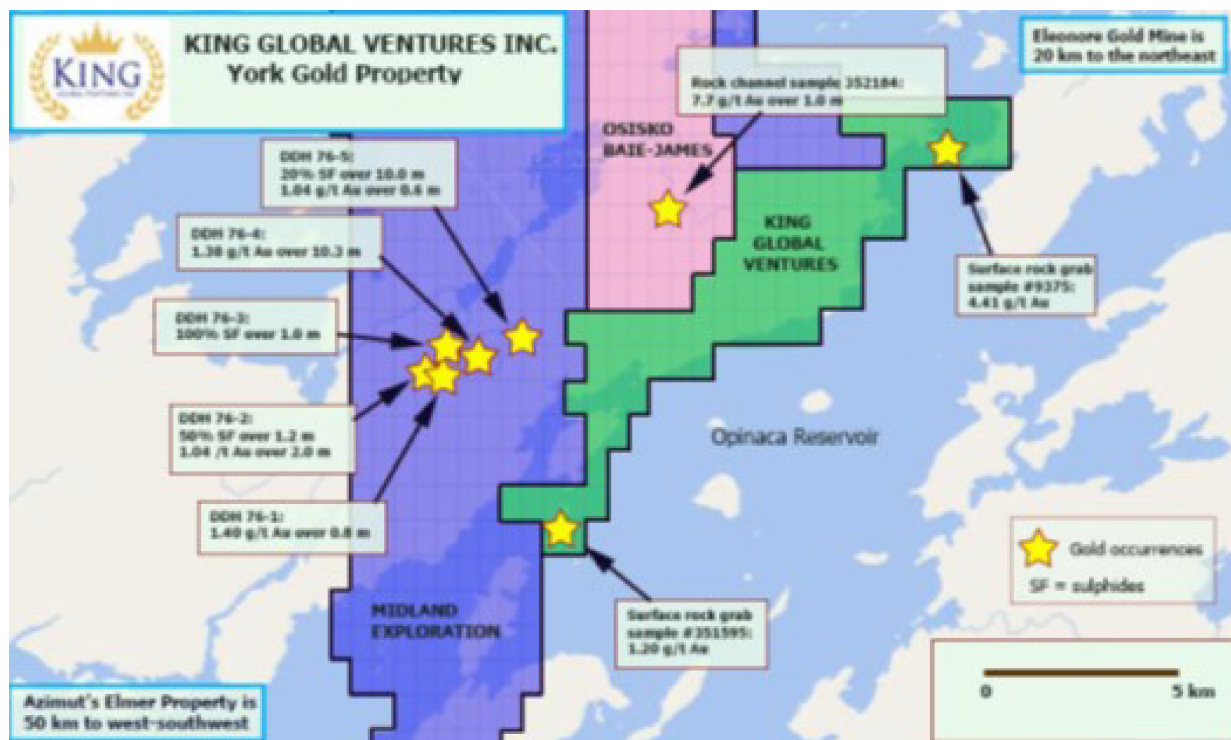 KING
KING GLOBAL VENTURES INC.
York Gold Property
Eleonore Gold Mine is
20 km to the northeast
Rock channel sample 352184:
7.7 g/t Au over 1.0 m
OSISKO
BAIE-JAMES
DDH 76-5:
20% SF over 10.0 m
1.04 g/t Au over 0.6 m
DDH 76-4:
1.38 g/t Au over 10.3 m
KING
GLOBAL
VENTURES
Surface rock grab
sample #9375:
4.41 g/t Au
DDH 76-3:
100% SF over 1.0 m
DDH 76-2:
50% SF over 1.2 m
1.04 /t Au over 2.0 m
Opinaca Reservoir
DDH 76-1:
1.40 g/t Au over 0.8 m
Gold occurrences
SF = sulphides
MIDLAND
EXPLORATION
Surface rock grab
sample #351595:
1.20 g/t Au
Azimut's Elmer Property is
50 km to west-southwest
0 5 km